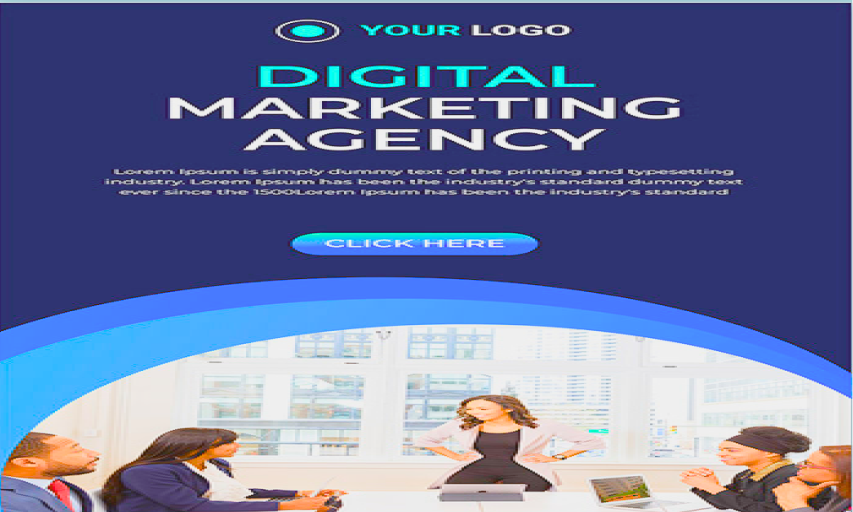 YOUR LOGO
DIGITAL
MARKETING
AGENCY
Lorem Ipsum is simply dummy text of the printing and typesetting
industry. Lorem Ipsum has been the industry's standard dummy text
ever since the 1500Lorem Ipsum has been the industry's standard
CLICK HERE